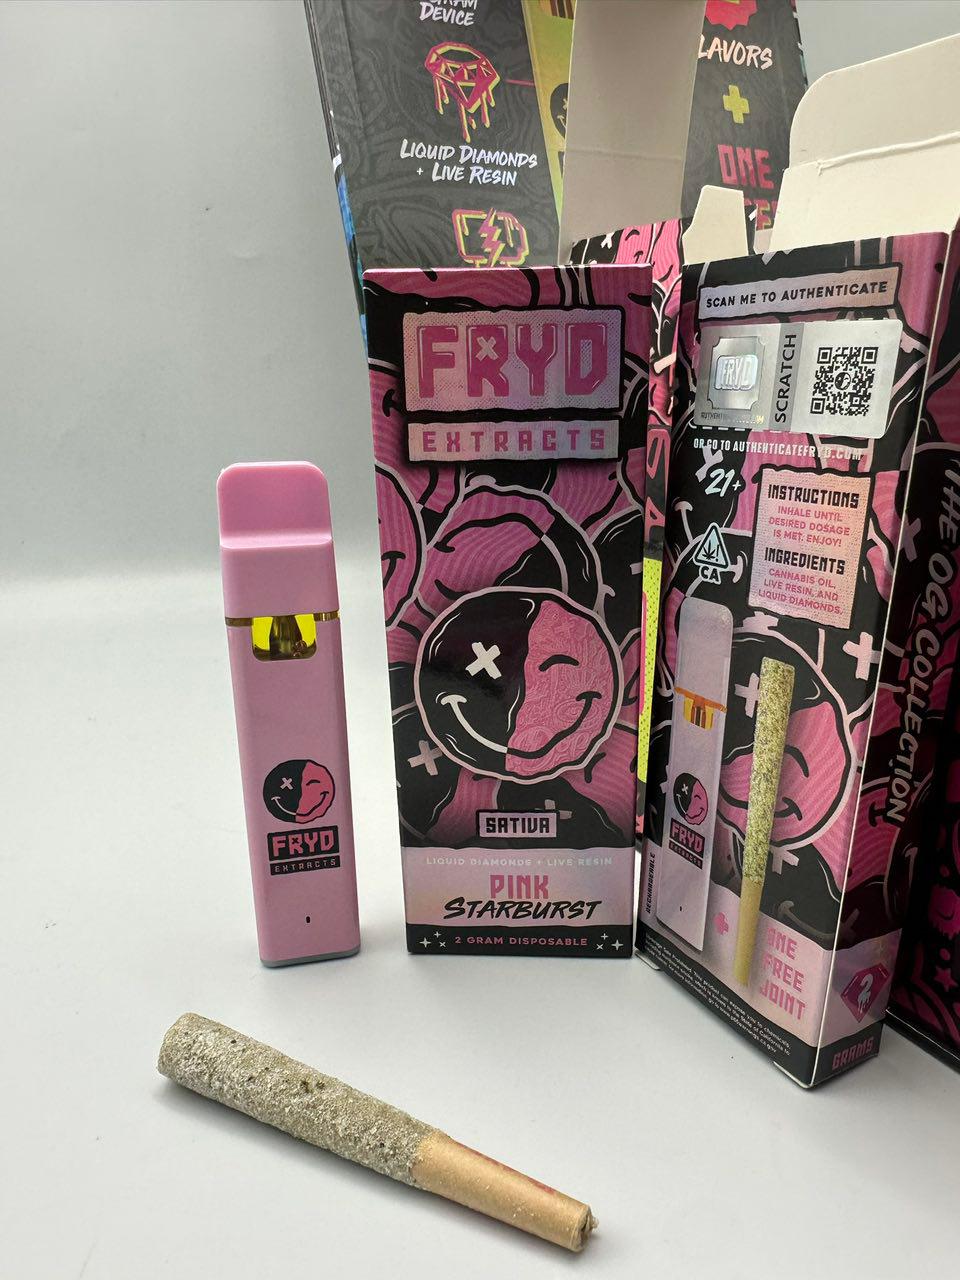 DEVICE
LIQUID DIAMONDS
+ LIVE RESIN
LAVORS
+
ONE
FRYD
EXTRACTS
SATIVA
LIQUID DIAMONDS + LIVE RESIN
PINK
STARBURST
2 GRAM DISPOSABLE
FRYD
EXTRACTS
SCAN ME TO AUTHENTICATE
FRYD
SCRATCH
OR GO TO AUTHENTICATEFRYD.COM
21+
CA
INSTRUCTIONS
INHALE UNTIL
DESIRED DOSAGE
IS MET. ENJOY!
INGREDIENTS
CANNABIS OIL,
LIVE RESIN, AND
LIQUID DIAMONDS.
FRYD
EXTRACTS
RECHARGEABLE
+
ONE
FREE
JOINT
2
GRAMS
THE OG COLLECTION